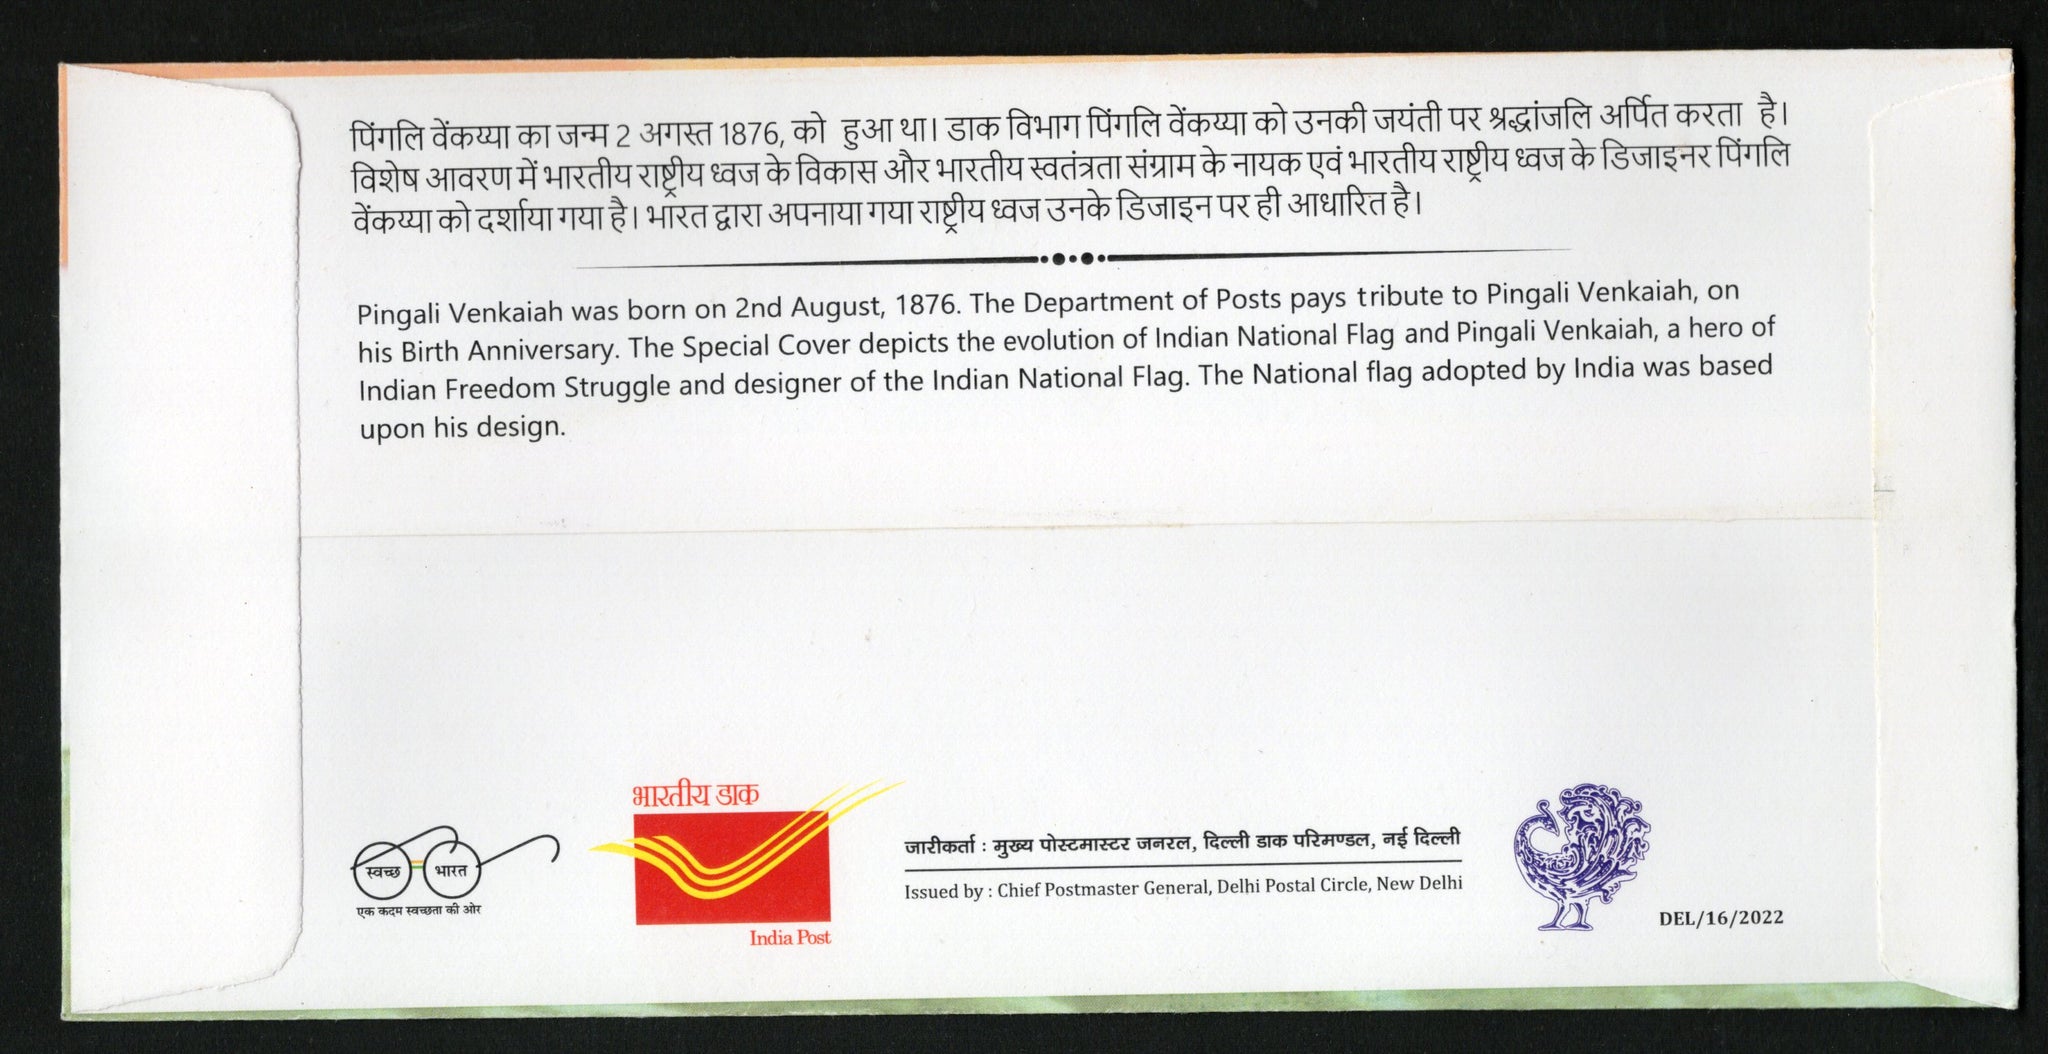 पिंगलि वेंकय्या का जन्म 2 अगस्त 1876, को हुआ था। डाक विभाग पिंगलि वेंकय्या को उनकी जयंती पर श्रद्धांजलि अर्पित करता है।
विशेष आवरण में भारतीय राष्ट्रीय ध्वज के विकास और भारतीय स्वतंत्रता संग्राम के नायक एवं भारतीय राष्ट्रीय ध्वज के डिजाइनर पिंगलि
वेंकय्या को दर्शाया गया है। भारत द्वारा अपनाया गया राष्ट्रीय ध्वज उनके डिजाइन पर ही आधारित है।
Pingali Venkaiah was born on 2nd August, 1876. The Department of Posts pays tribute to Pingali Venkaiah, on
his Birth Anniversary. The Special Cover depicts the evolution of Indian National Flag and Pingali Venkaiah, a hero of
Indian Freedom Struggle and designer of the Indian National Flag. The National flag adopted by India was based
upon his design.
स्वच्छ भारत
एक कदम स्वच्छता की ओर
भारतीय डाक
India Post
जारीकर्ता : मुख्य पोस्टमास्टर जनरल, दिल्ली डाक परिमण्डल, नई दिल्ली
Issued by : Chief Postmaster General, Delhi Postal Circle, New Delhi
DEL/16/2022